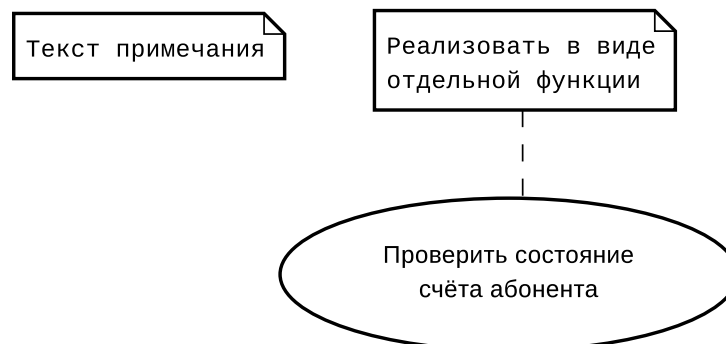 Текст примечания
Реализовать в виде
отдельной функции
Проверить состояние
счёта абонента